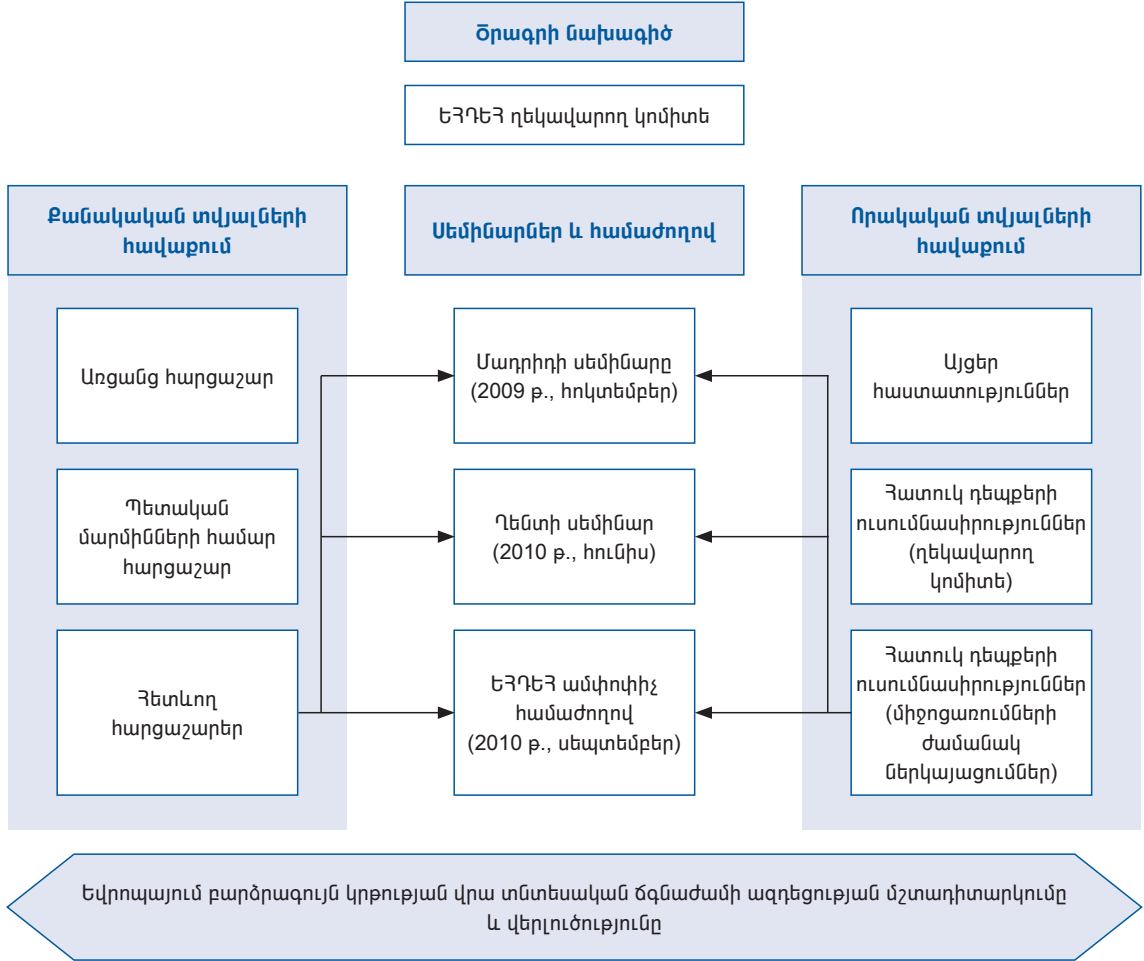 Ծրագրի նախագիծ
ԵՀԴԵՀ ղեկավարող կոմիտե
Քանակական տվյալների
հավաքում
Առցանց հարցաշար
Պետական
մարմինների համար
հարցաշար
Հետևող
հարցաշարեր
Սեմինարներ և համաժողով
Մադրիդի սեմինարը
(2009 թ., հոկտեմբեր)
Ղենտի սեմինար
(2010 թ., հունիս)
ԵՀԴԵՀ ամփոփիչ
համաժողով
(2010 թ., սեպտեմբեր)
Որակական տվյալների
հավաքում
Այցեր
հաստատություններ
Հատուկ դեպքերի
ուսումնասիրություններ
(ղեկավարող
կոմիտե)
Հատուկ դեպքերի
ուսումնասիրություններ
(միջոցառումների
ժամանակ
ներկայացումներ)
Եվրոպայում բարձրագույն կրթության վրա տնտեսական ճգնաժամի ազդեցության մշտադիտարկումը
և վերլուծությունը